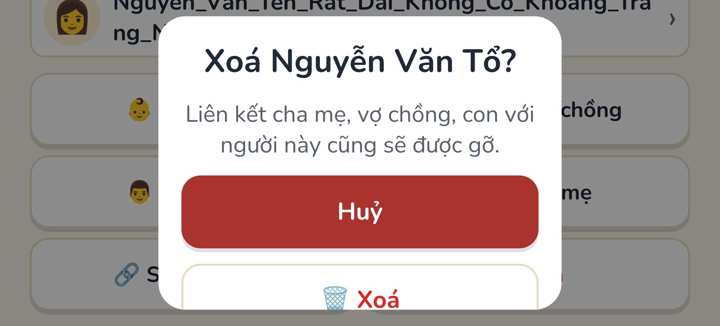 Nguyễn_Văn_Tên_Rất_Dài_Không_Có_Khoảng_Trắ
ng_N
Xoá Nguyễn Văn Tổ?
Liên kết cha mẹ, vợ chồng, con với
người này cũng sẽ được gỡ.
chồng
Huỷ
mẹ
S
🗑️ Xoá